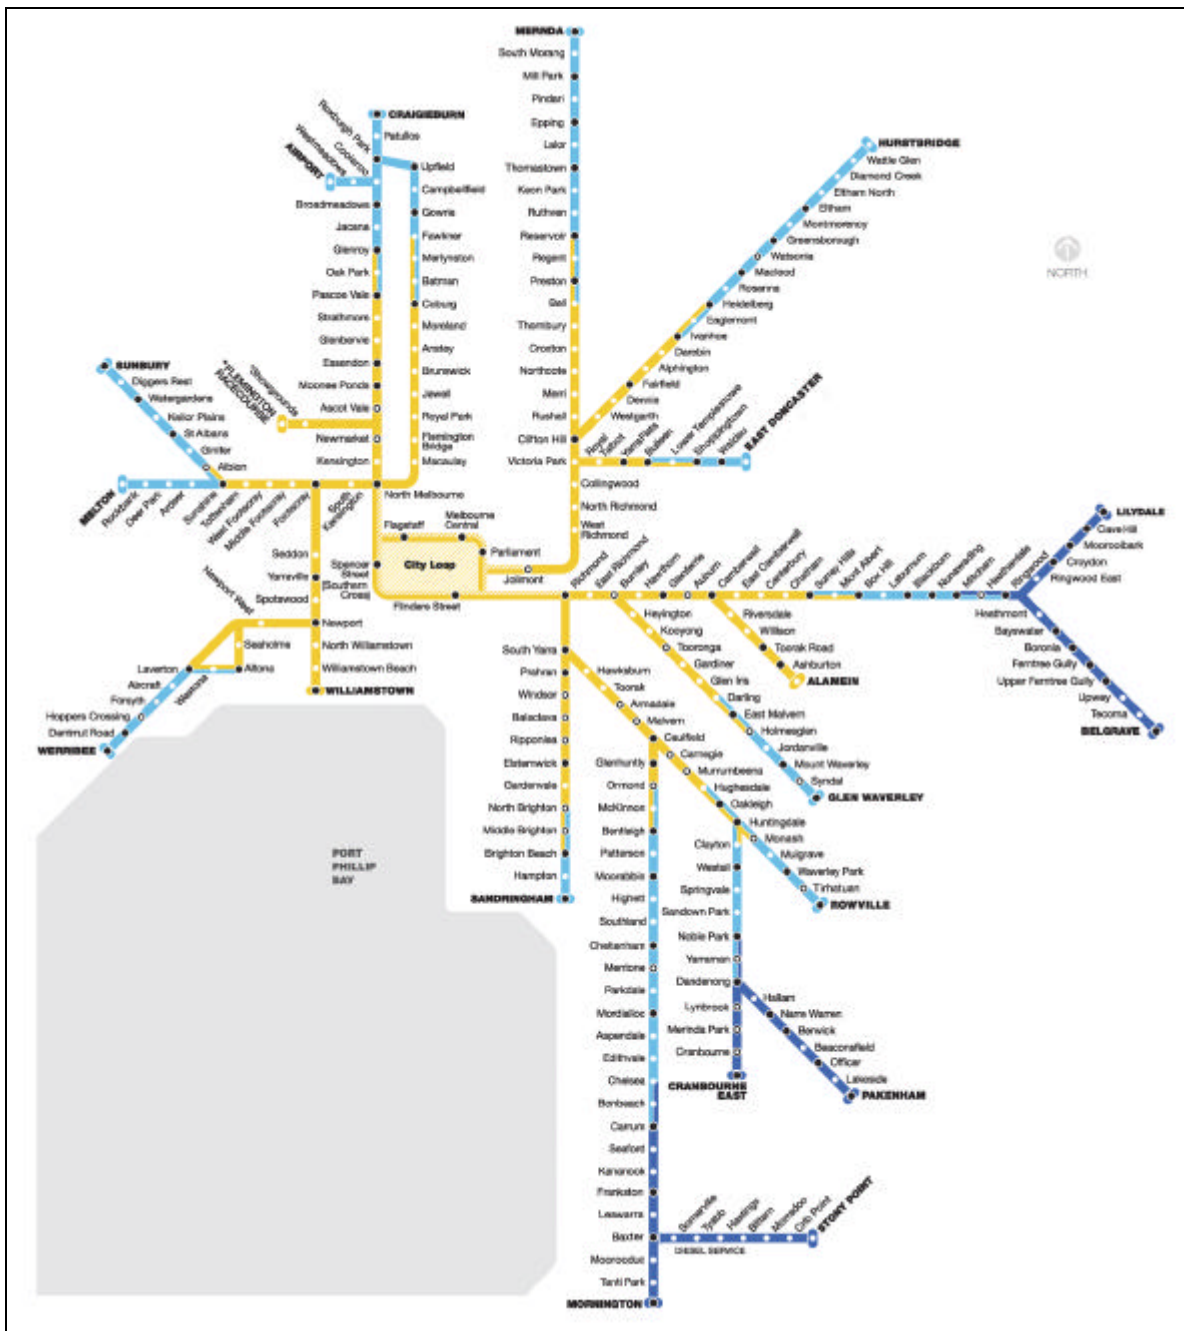 MERNDA
South Morang
Mill Park
Pindari
Epping
Lalor
Thomastown
Keon Park
Ruthven
Reservoir
Regent
Preston
Bell
Thornbury
Croxton
Northcote
Merri
Rushall
Clifton Hill
Victoria Park
Collingwood
North Richmond
West
Richmond
CRAIGIEBURN
Patullos
Roxburgh Park
Coolaroo
Westmeadows
AIRPORT
Broadmeadows
Jacana
Glenroy
Oak Park
Pascoe Vale
Strathmore
Glenbervie
Essendon
Moonee Ponds
Ascot Vale
Newmarket
Kensington
Upfield
Campbellfield
Gowrie
Fawkner
Merlynston
Batman
Coburg
Moreland
Anstey
Brunswick
Jewell
Royal Park
Flemington
Bridge
Macaulay
North Melbourne
HURSTBRIDGE
Wattle Glen
Diamond Creek
Eltham North
Eltham
Montmorency
Greensborough
Watsonia
Macleod
Rosanna
Heidelberg
Eaglemont
Ivanhoe
Darebin
Alphington
Fairfield
Dennis
Westgarth
NORTH
*Showgrounds
*FLEMINGTON
RACECOURSE
SUNBURY
Diggers Rest
Watergardens
Keilor Plains
St Albans
Ginifer
Albion
MELTON
Rockbank
Deer Park
Ardeer
Sunshine
Tottenham
West Footscray
Middle Footscray
Footscray
South
Kensington
Royal
Talbot
Yarra Flats
Bulleen
Lower Templestowe
Shoppingtown
Waldau
EAST DONCASTER
Flagstaff
Melbourne
Central
Parliament
City Loop
Jolimont
Spencer
Street
(Southern
Cross)
Flinders Street
Seddon
Yarraville
Spotswood
Newport West
Newport
North Williamstown
Williamstown Beach
WILLIAMSTOWN
Seaholme
Altona
Westona
Laverton
Aircraft
Forsyth
Hoppers Crossing
Derrimut Road
WERRIBEE
Richmond
East Richmond
Burnley
Hawthorn
Glenferrie
Auburn
Camberwell
East Camberwell
Canterbury
Chatham
Surrey Hills
Mont Albert
Box Hill
Laburnum
Blackburn
Nunawading
Mitcham
Heatherdale
Ringwood
LILYDALE
Cave Hill
Mooroolbark
Croydon
Ringwood East
Heathmont
Bayswater
Boronia
Ferntree Gully
Upper Ferntree Gully
Upwey
Tecoma
BELGRAVE
Riversdale
Willison
Toorak Road
Ashburton
ALAMEIN
Heyington
Kooyong
Tooronga
Gardiner
Glen Iris
Darling
East Malvern
Holmesglen
Jordanville
Mount Waverley
Syndal
GLEN WAVERLEY
South Yarra
Prahran
Windsor
Balaclava
Ripponlea
Elsternwick
Gardenvale
North Brighton
Middle Brighton
Brighton Beach
Hampton
SANDRINGHAM
Hawksburn
Toorak
Armadale
Malvern
Caulfield
Carnegie
Murrumbeena
Hughesdale
Oakleigh
Huntingdale
Monash
Mulgrave
Waverley Park
Tirhatuan
ROWVILLE
Glenhuntly
Ormond
McKinnon
Bentleigh
Patterson
Moorabbin
Highett
Southland
Cheltenham
Mentone
Parkdale
Mordialloc
Aspendale
Edithvale
Chelsea
Bonbeach
Carrum
Seaford
Kananook
Frankston
Leawarra
Baxter
Moorooduc
Tanti Park
MORNINGTON
Clayton
Westall
Springvale
Sandown Park
Noble Park
Yarraman
Dandenong
Lynbrook
Merinda Park
Cranbourne
CRANBOURNE
EAST
Hallam
Narre Warren
Berwick
Beaconsfield
Officer
Lakeside
PAKENHAM
Somerville
Tyabb
Hastings
Bittern
Morradoo
Crib Point
STONY POINT
DIESEL SERVICE
PORT
PHILLIP
BAY